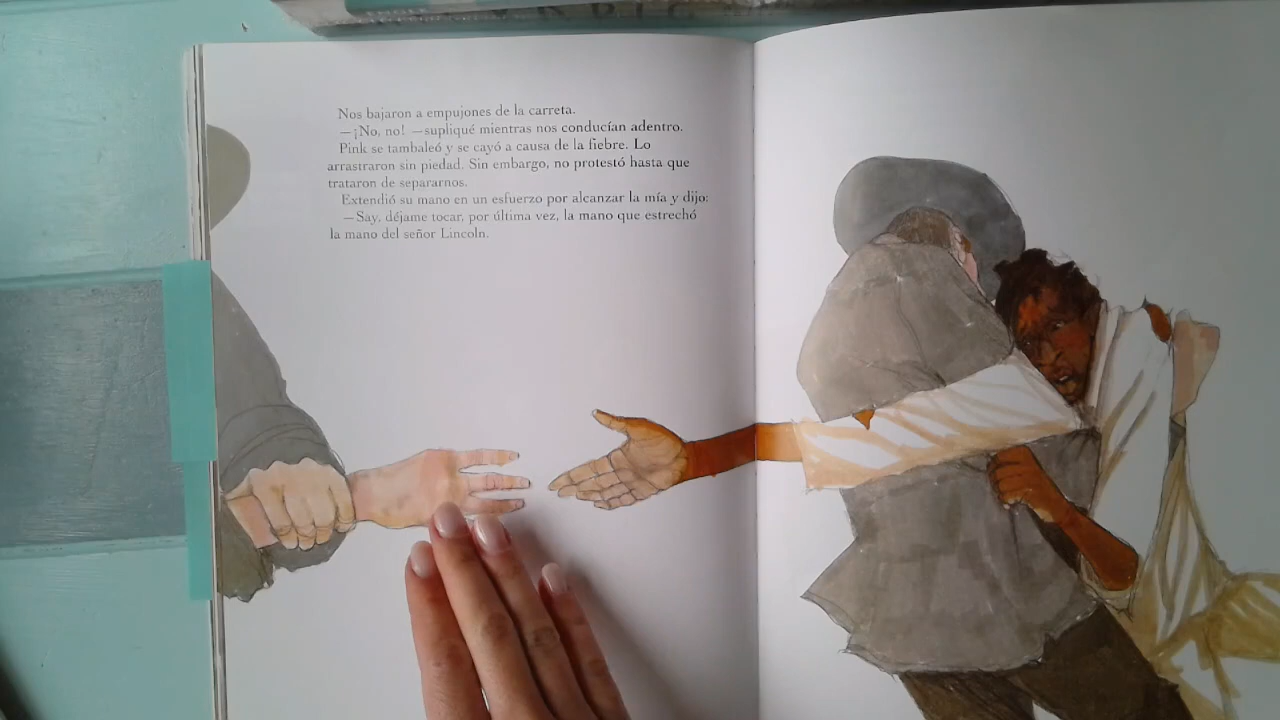 Nos bajaron a empujones de la carreta.
—¡No, no! —supliqué mientras nos conducían adentro.
Pink se tambaleó y se cayó a causa de la fiebre. Lo
arrastraron sin piedad. Sin embargo, no protestó hasta que
trataron de separarnos.
Extendió su mano en un esfuerzo por alcanzar la mía y dijo:
—Say, déjame tocar, por última vez, la mano que estrechó
la mano del señor Lincoln.